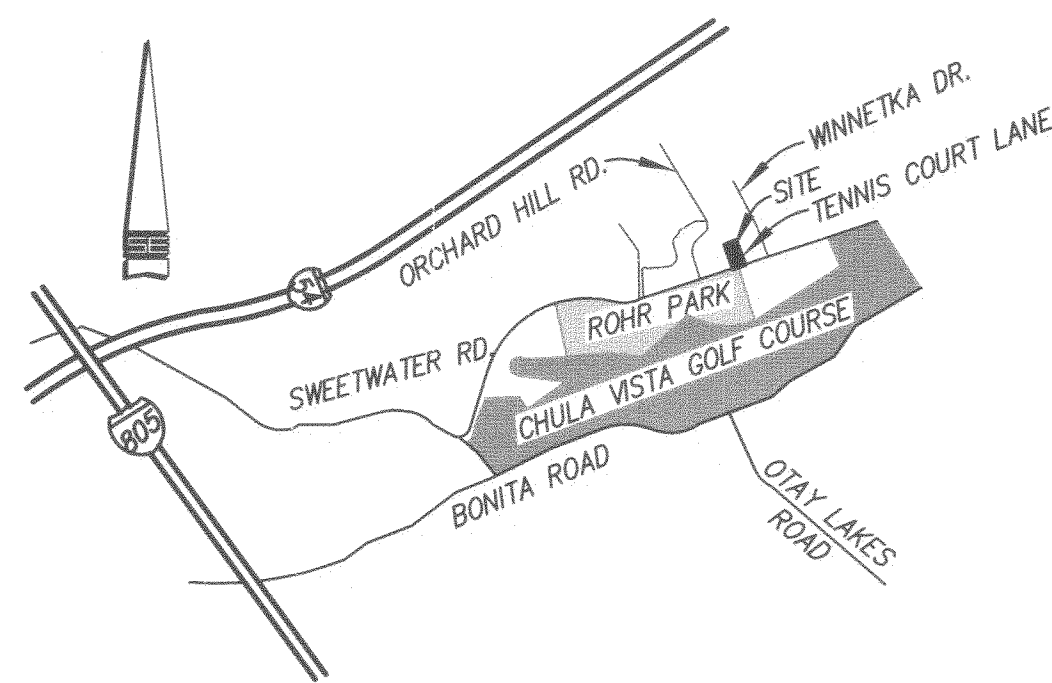 WINNETKA DR.
SITE
TENNIS COURT LANE
ORCHARD HILL RD.
54
ROHR PARK
SWEETWATER RD.
CHULA VISTA GOLF COURSE
805
BONITA ROAD
OTAY LAKES
ROAD